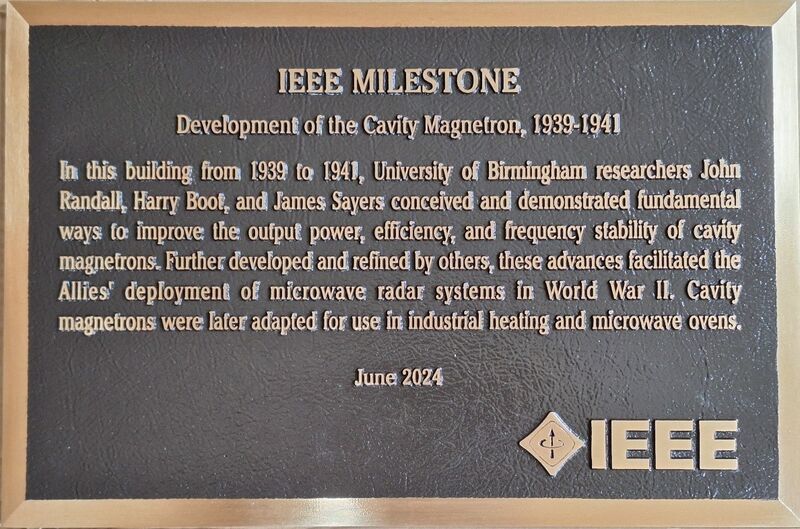 IEEE MILESTONE
Development of the Cavity Magnetron, 1939-1941
In this building from 1939 to 1941, University of Birmingham researchers John
Randall, Harry Boot, and James Sayers conceived and demonstrated fundamental
ways to improve the output power, efficiency, and frequency stability of cavity
magnetrons. Further developed and refined by others, these advances facilitated the
Allies' deployment of microwave radar systems in World War II. Cavity
magnetrons were later adapted for use in industrial heating and microwave ovens.
June 2024
IEEE